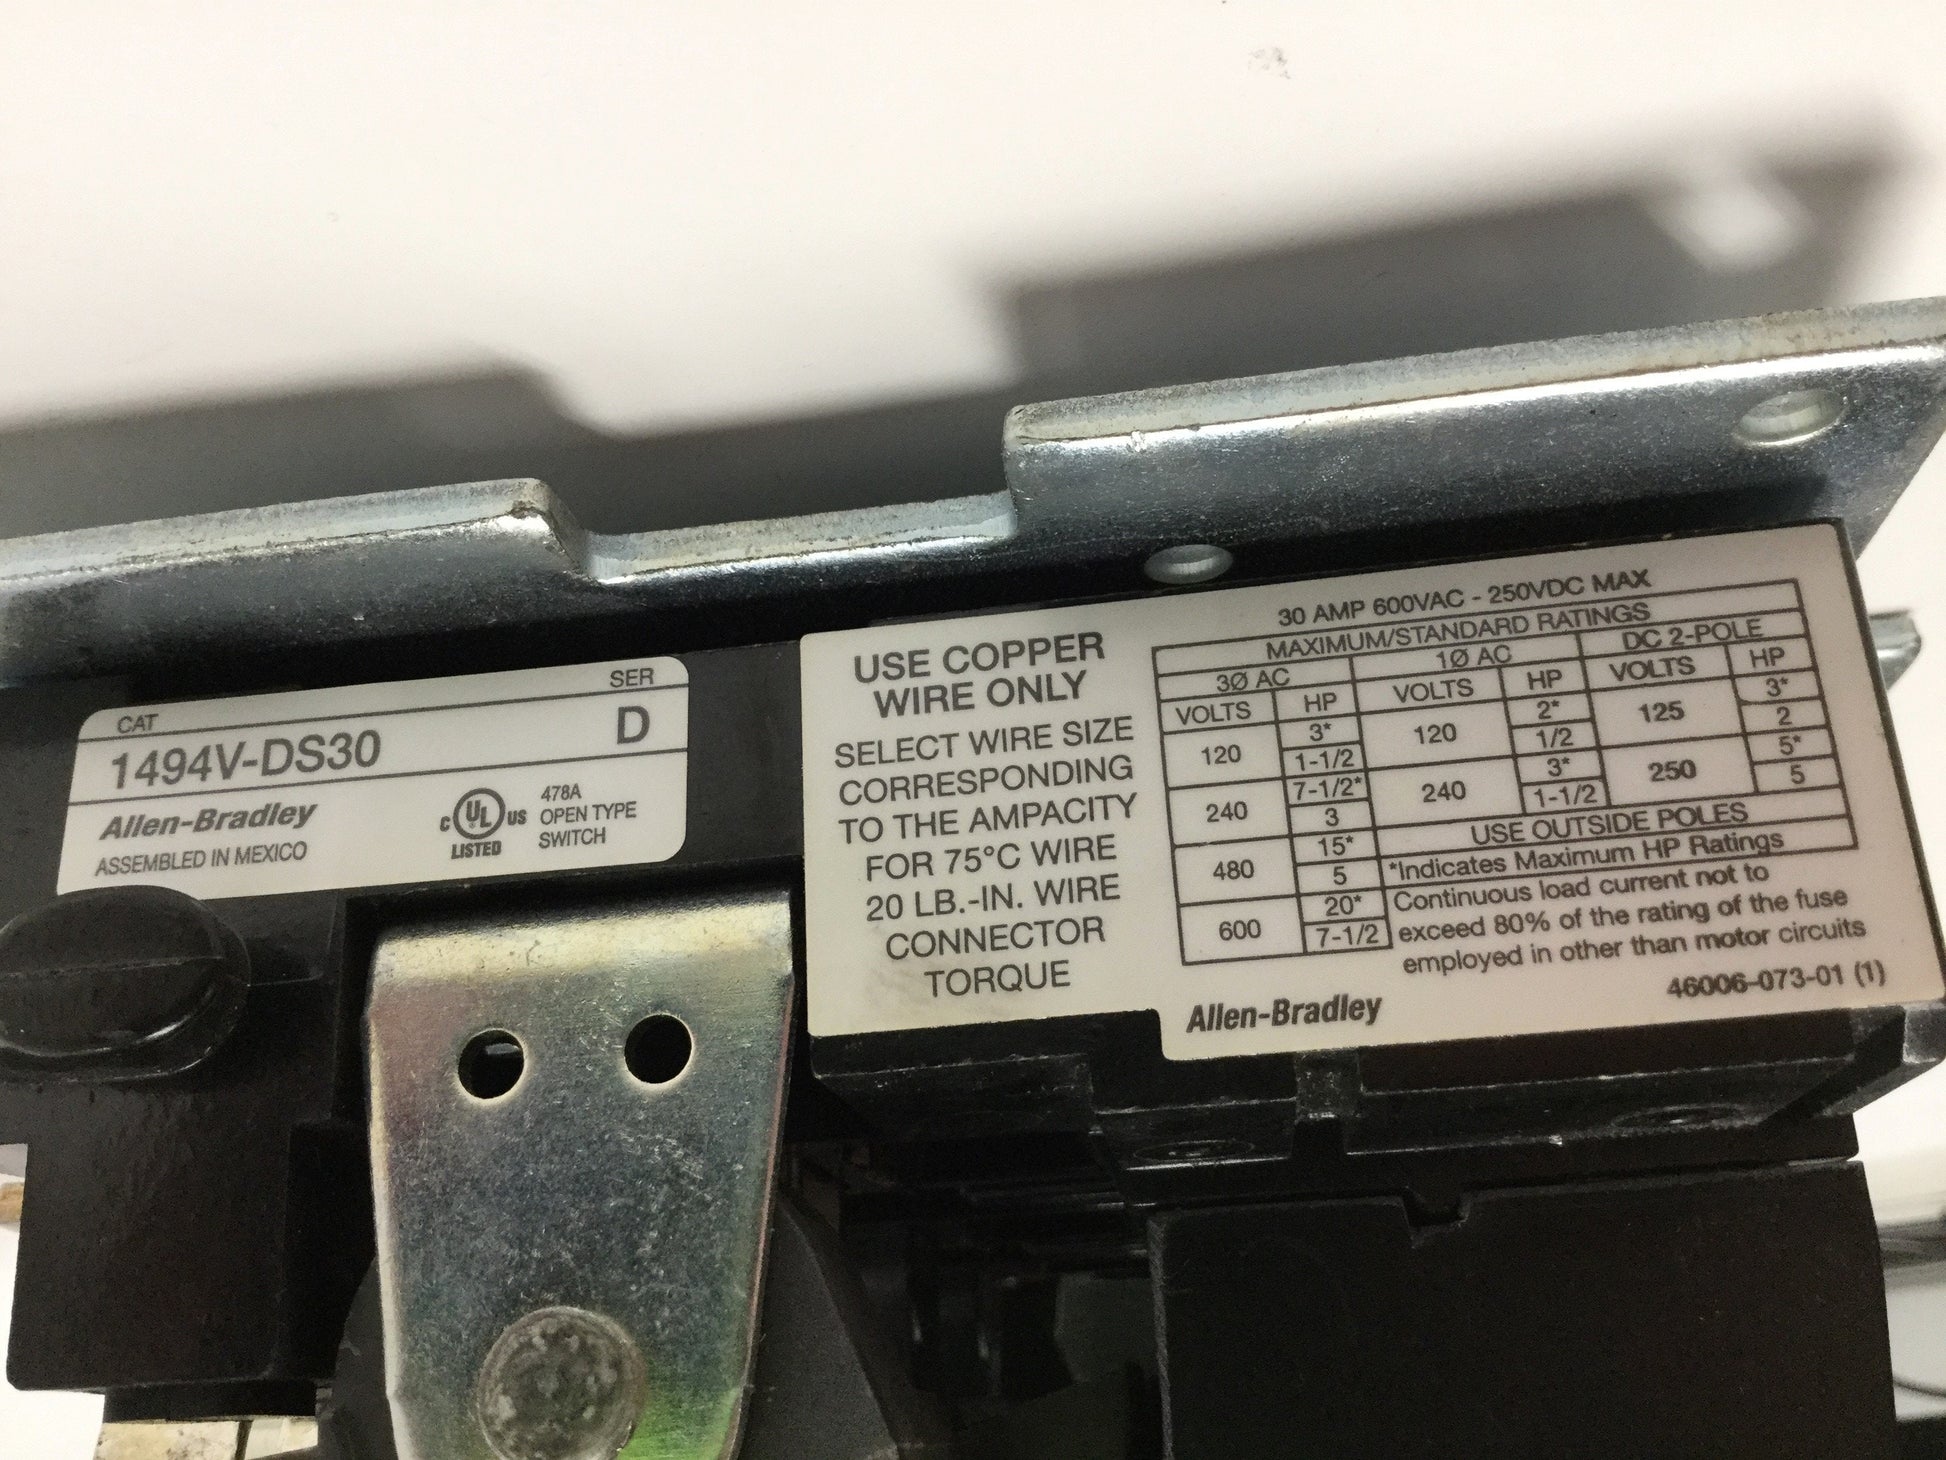 CAT SER
1494V-DS30 D
Allen-Bradley
ASSEMBLED IN MEXICO
C UL US
LISTED
478A
OPEN TYPE
SWITCH
USE COPPER
WIRE ONLY
SELECT WIRE SIZE
CORRESPONDING
TO THE AMPACITY
FOR 75°C WIRE
20 LB.-IN. WIRE
CONNECTOR
TORQUE
30 AMP 600VAC - 250VDC MAX
MAXIMUM/STANDARD RATINGS
3Ø AC 1Ø AC DC 2-POLE
VOLTS HP VOLTS HP VOLTS HP
120 3* 120 2* 125 3*
1-1/2 1/2 2
240 7-1/2* 240 3* 250 5*
3 1-1/2 5
480 15* USE OUTSIDE POLES
5 *Indicates Maximum HP Ratings
600 20* Continuous load current not to
7-1/2 exceed 80% of the rating of the fuse
employed in other than motor circuits
Allen-Bradley 46006-073-01 (1)